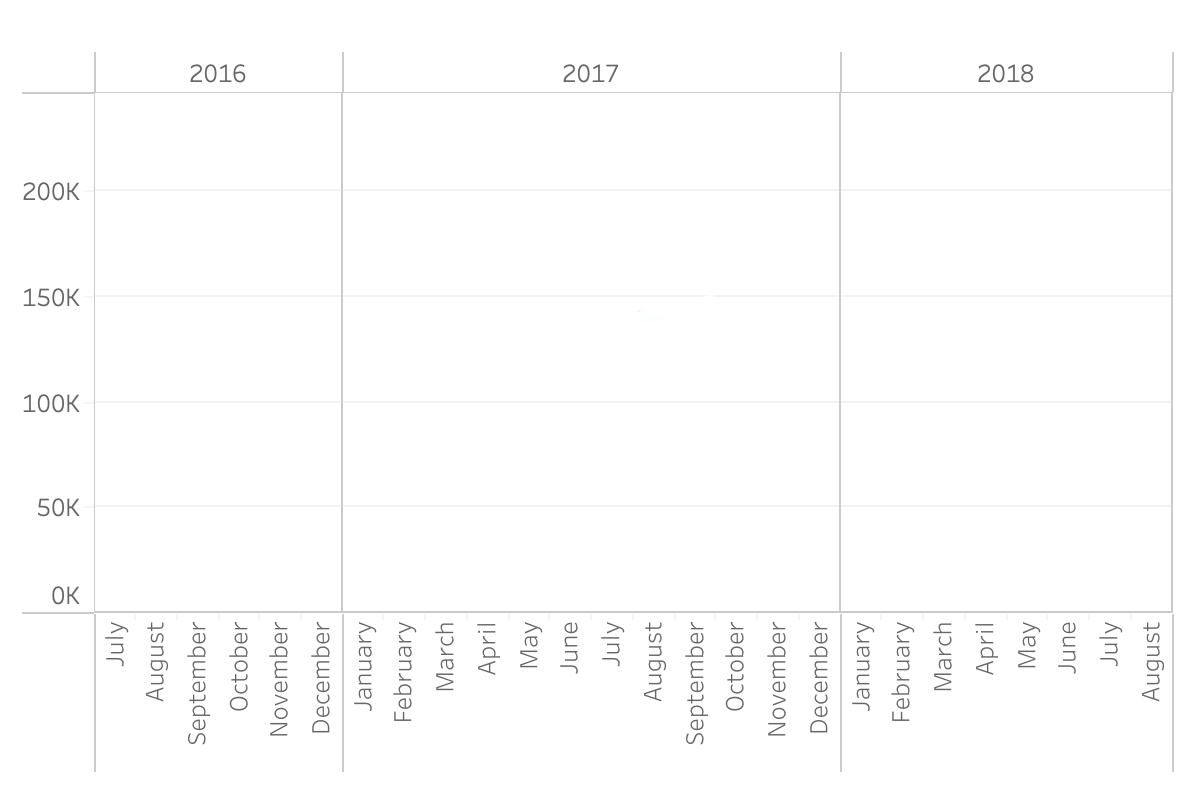 2016 2017 2018
200K
150K
100K
50K
0K
July August September October November December January February March April May June July August September October November December January February March April May June July August